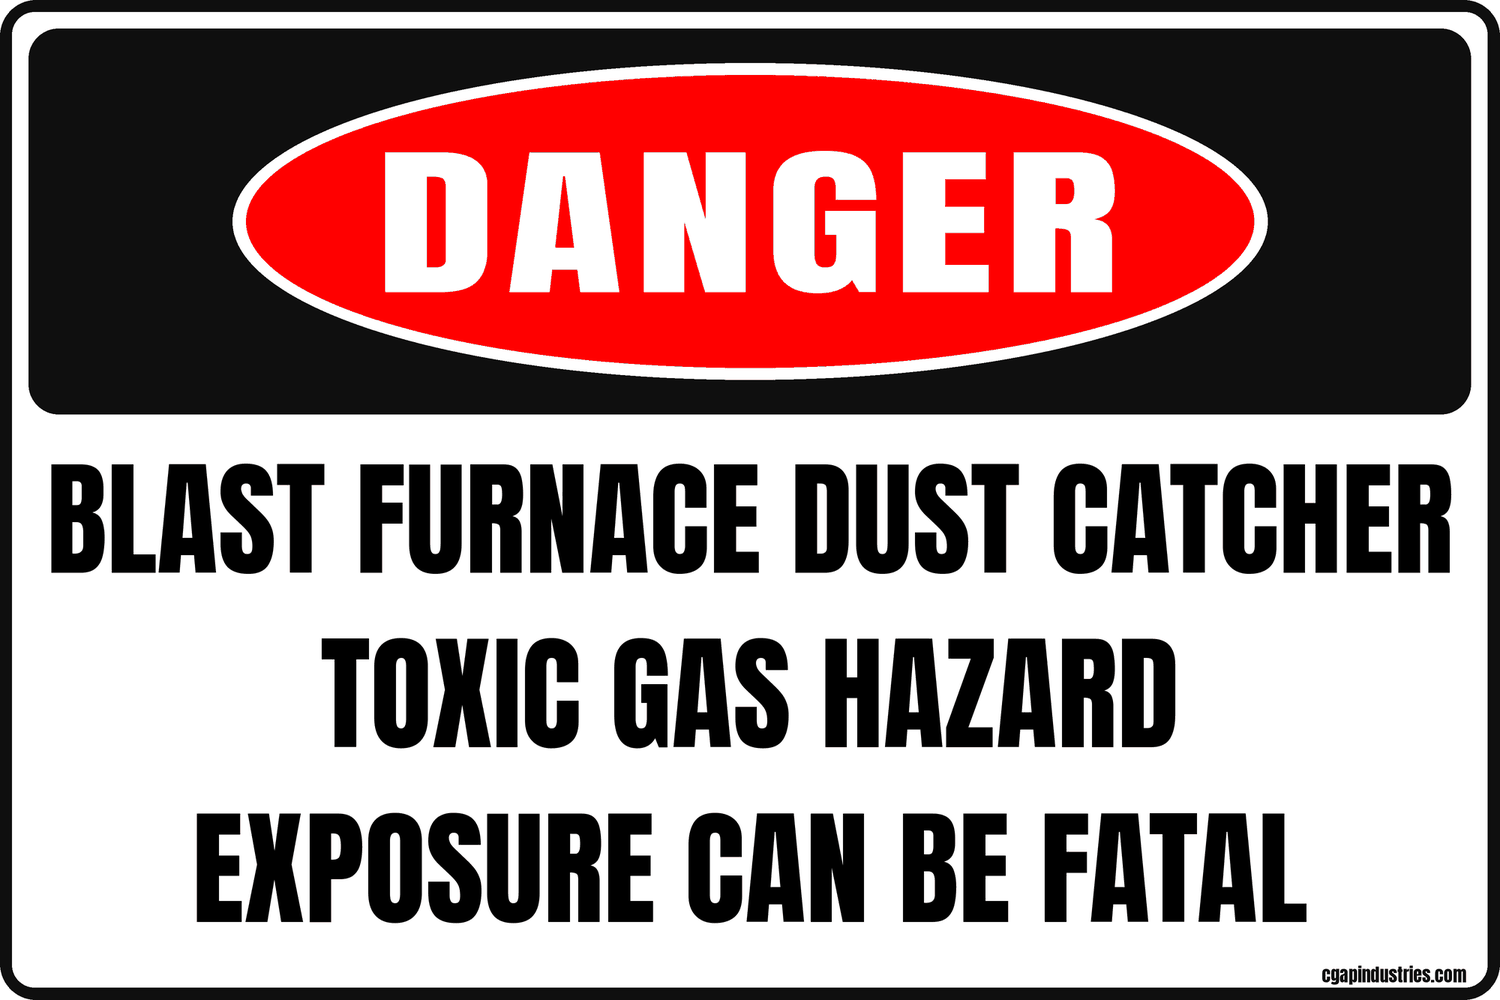 DANGER
BLAST FURNACE DUST CATCHER
TOXIC GAS HAZARD
EXPOSURE CAN BE FATAL
cgapindustries.com